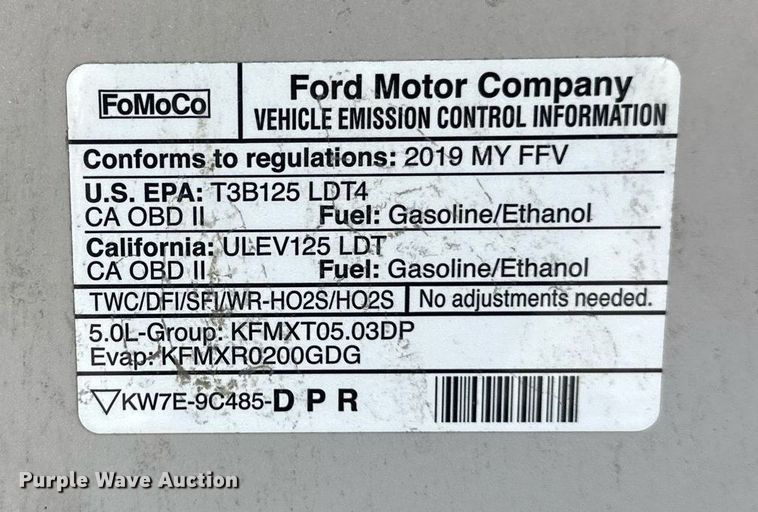 FoMoCo
Ford Motor Company
VEHICLE EMISSION CONTROL INFORMATION
Conforms to regulations: 2019 MY FFV
U.S. EPA: T3B125 LDT4
CA OBD II Fuel: Gasoline/Ethanol
California: ULEV125 LDT
CA OBD II Fuel: Gasoline/Ethanol
TWC/DFI/SFI/WR-HO2S/HO2S No adjustments needed.
5.0L-Group: KFMXT05.03DP
Evap: KFMXR0200GDG
KW7E-9C485-DPR
Purple Wave Auction